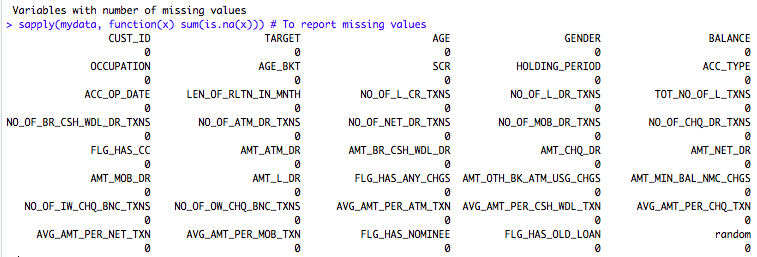 Variables with number of missing values
> sapply(mydata, function(x) sum(is.na(x))) # To report missing values
CUST_ID TARGET AGE GENDER BALANCE
0 0 0 0 0
OCCUPATION AGE_BKT SCR HOLDING_PERIOD ACC_TYPE
0 0 0 0 0
ACC_OP_DATE LEN_OF_RLTN_IN_MNTH NO_OF_L_CR_TXNS NO_OF_L_DR_TXNS TOT_NO_OF_L_TXNS
0 0 0 0 0
NO_OF_BR_CSH_WDL_DR_TXNS NO_OF_ATM_DR_TXNS NO_OF_NET_DR_TXNS NO_OF_MOB_DR_TXNS NO_OF_CHQ_DR_TXNS
0 0 0 0 0
FLG_HAS_CC AMT_ATM_DR AMT_BR_CSH_WDL_DR AMT_CHQ_DR AMT_NET_DR
0 0 0 0 0
AMT_MOB_DR AMT_L_DR FLG_HAS_ANY_CHGS AMT_OTH_BK_ATM_USG_CHGS AMT_MIN_BAL_NMC_CHGS
0 0 0 0 0
NO_OF_IW_CHQ_BNC_TXNS NO_OF_OW_CHQ_BNC_TXNS AVG_AMT_PER_ATM_TXN AVG_AMT_PER_CSH_WDL_TXN AVG_AMT_PER_CHQ_TXN
0 0 0 0 0
AVG_AMT_PER_NET_TXN AVG_AMT_PER_MOB_TXN FLG_HAS_NOMINEE FLG_HAS_OLD_LOAN random
0 0 0 0 0